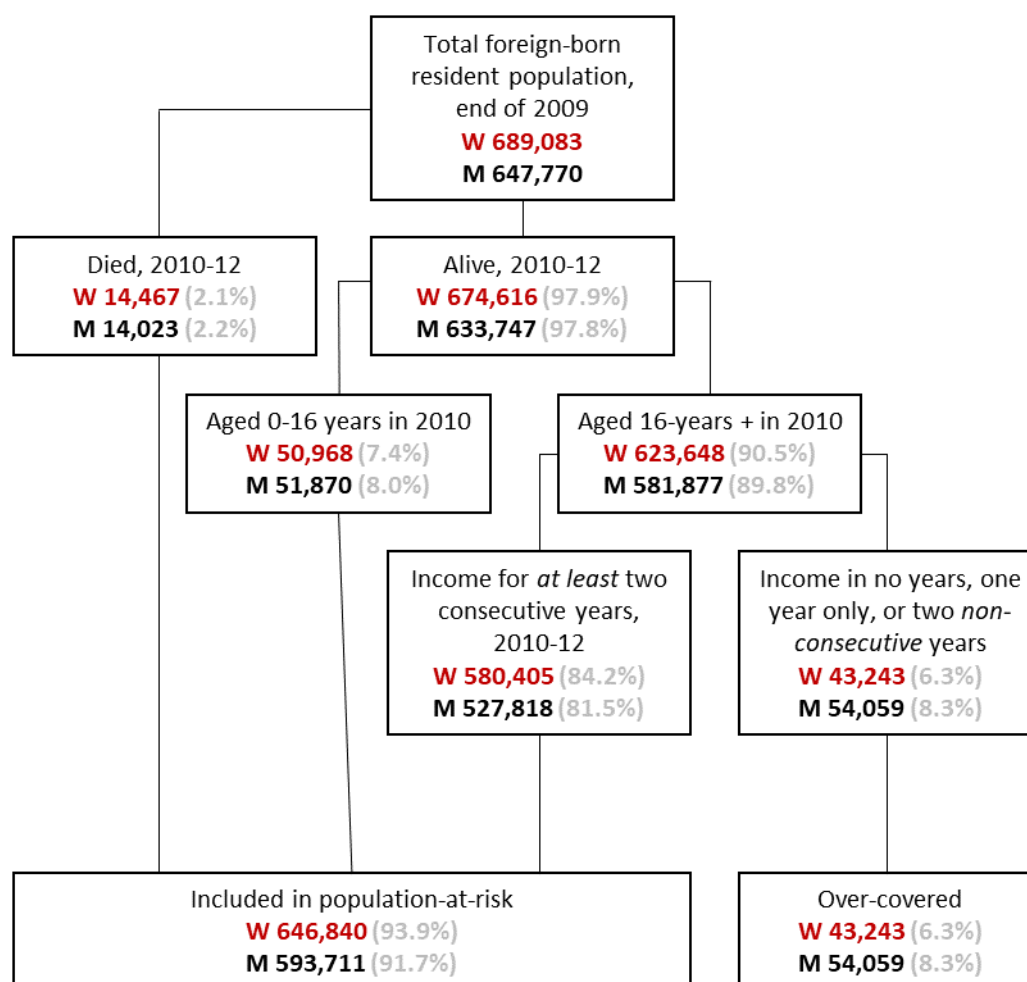 Total foreign-born
resident population,
end of 2009
W 689,083
M 647,770
Died, 2010-12
W 14,467 (2.1%)
M 14,023 (2.2%)
Alive, 2010-12
W 674,616 (97.9%)
M 633,747 (97.8%)
Aged 0-16 years in 2010
W 50,968 (7.4%)
M 51,870 (8.0%)
Aged 16-years + in 2010
W 623,648 (90.5%)
M 581,877 (89.8%)
Income for at least two
consecutive years,
2010-12
W 580,405 (84.2%)
M 527,818 (81.5%)
Income in no years, one
year only, or two non-
consecutive years
W 43,243 (6.3%)
M 54,059 (8.3%)
Included in population-at-risk
W 646,840 (93.9%)
M 593,711 (91.7%)
Over-covered
W 43,243 (6.3%)
M 54,059 (8.3%)